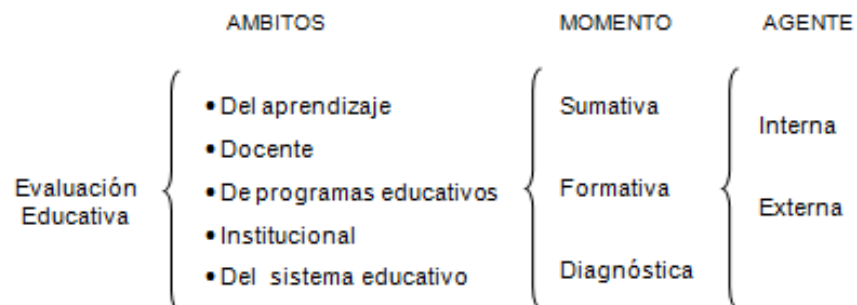 AMBITOS MOMENTO AGENTE
• Del aprendizaje
• Docente
• De programas educativos
• Institucional
• Del sistema educativo
Evaluación
Educativa
Sumativa
Formativa
Diagnóstica
Interna
Externa